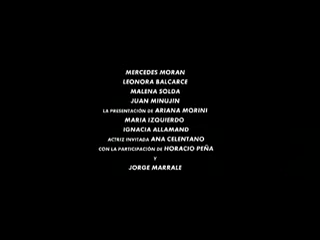 MERCEDES MORAN
LEONORA BALCARCE
MALENA SOLDA
JUAN MINUJIN
LA PRESENTACIÓN DE ARIANA MORINI
MARIA IZQUIERDO
IGNACIA ALLAMAND
ACTRIZ INVITADA ANA CELENTANO
CON LA PARTICIPACIÓN DE HORACIO PEÑA
Y
JORGE MARRALE